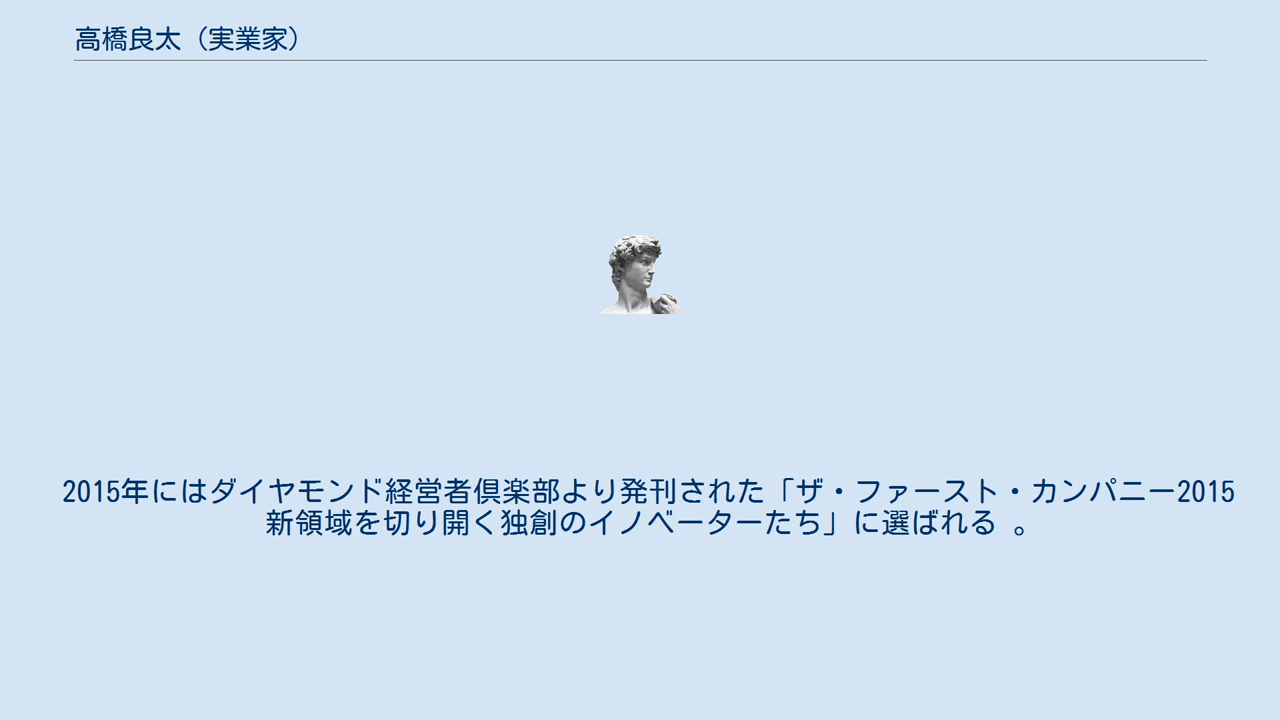 高橋良太（実業家）
2015年にはダイヤモンド経営者倶楽部より発刊された「ザ・ファースト・カンパニー2015
新領域を切り開く独創のイノベーターたち」に選ばれる 。